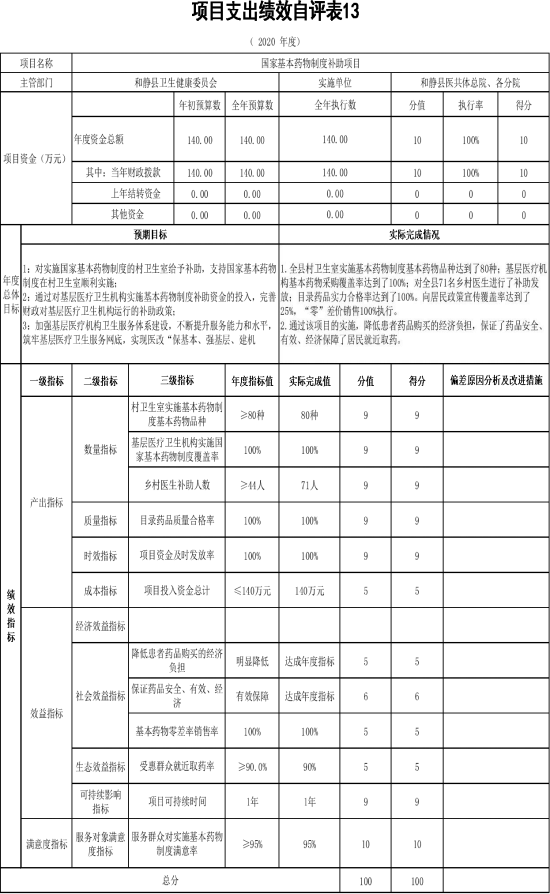 项目支出绩效自评表13
（ 2020 年度）
项目名称 国家基本药物制度补助项目
主管部门 和静县卫生健康委员会 实施单位 和静县医共体总院、各分院
项目资金（万元） 年初预算数 全年预算数 全年执行数 分值 执行率 得分
年度资金总额 140.00 140.00 140.00 10 100% 10
其中：当年财政拨款 140.00 140.00 140.00 10 100% 10
上年结转资金 0.00 0.00 0.00 0 0 0
其他资金 0.00 0.00 0.00 0 0 0
年度
总体
目标
预期目标 实际完成情况
1：对实施国家基本药物制度的村卫生室给予补助，支持国家基本药物
制度在村卫生室顺利实施；
2：通过对基层医疗卫生机构实施基本药物制度补助资金的投入，完善
财政对基层医疗卫生机构运行的补助政策；
3：加强基层医疗机构卫生服务体系建设，不断提升服务能力和水平，
筑牢基层医疗卫生服务网底，实现医改“保基本、强基层、建机
1.全县村卫生室实施基本药物制度基本药物品种达到了80种；基层医疗机
构基本药物采购覆盖率达到了100%；对全县71名乡村医生进行了补助发
放；目录药品实力合格率达到了100%。向居民政策宣传覆盖率达到了
25%，“零”差价销售100%执行。
2.通过该项目的实施，降低患者药品购买的经济负担，保证了药品安全、
有效、经济保障了居民就近取药。
绩
效
指
标
一级指标 二级指标 三级指标 年度指标值 实际完成值 分值 得分 偏差原因分析及改进措施
产出指标 数量指标 村卫生室实施基本药物制
度基本药物品种 ≥80种 80种 9 9
基层医疗卫生机构实施国
家基本药物制度覆盖率 100% 100% 9 9
乡村医生补助人数 ≥44人 71人 9 9
质量指标 目录药品质量合格率 100% 100% 9 9
时效指标 项目资金及时发放率 100% 100% 9 9
成本指标 项目投入资金总计 ≤140万元 140万元 5 5
效益指标 经济效益指标
社会效益指标 降低患者药品购买的经济
负担 明显降低 达成年度指标 5 5
保证药品安全、有效、经
济 有效保障 达成年度指标 6 6
基本药物零差率销售率 100% 100% 5 5
生态效益指标 受惠群众就近取药率 ≥90.0% 90% 5 5
可持续影响
指标 项目可持续时间 1年 1年 9 9
满意度指标 服务对象满意
度指标 服务群众对实施基本药物
制度满意率 ≥95% 95% 10 10
总分 100 100